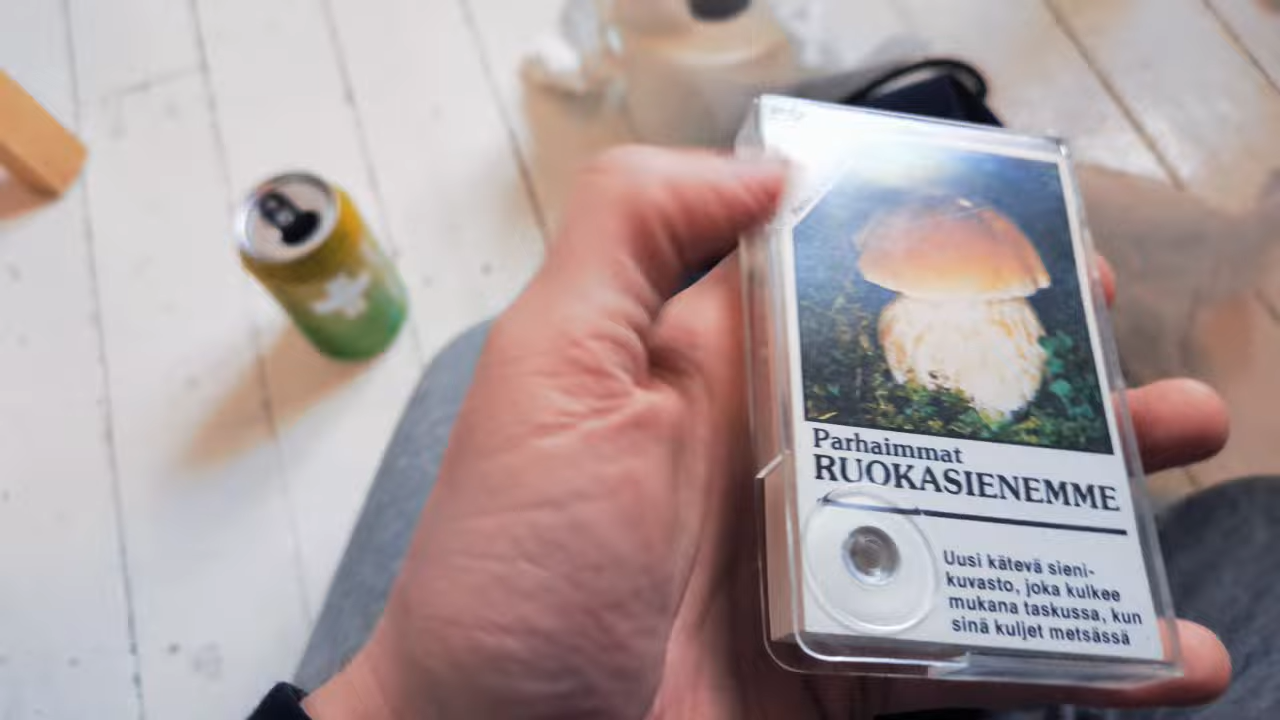 Parhaimmat
RUOKASIENEMME
Uusi kätevä sieni-
kuvasto, joka kulkee
mukana taskussa, kun
sinä kuljet metsässä